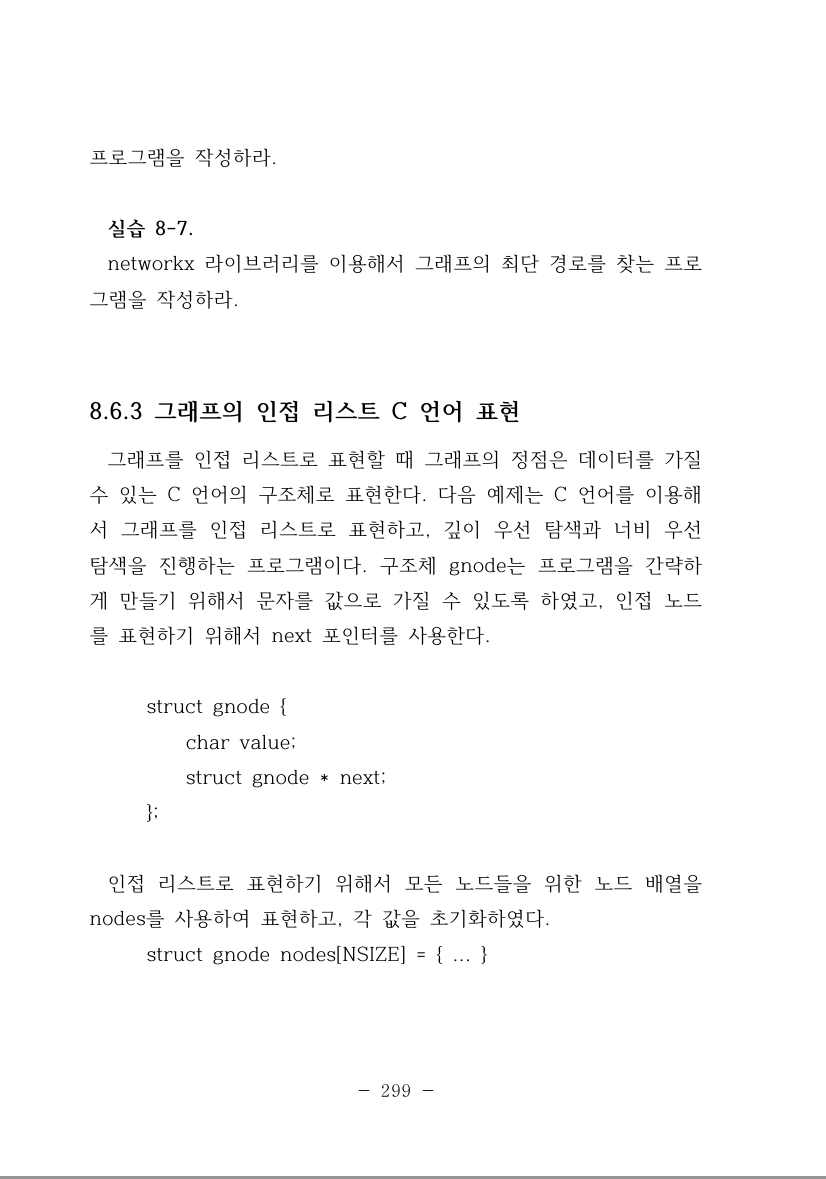 프로그램을 작성하라.
실습 8-7.
networkx 라이브러리를 이용해서 그래프의 최단 경로를 찾는 프로
그램을 작성하라.
8.6.3 그래프의 인접 리스트 C 언어 표현
그래프를 인접 리스트로 표현할 때 그래프의 정점은 데이터를 가질
수 있는 C 언어의 구조체로 표현한다. 다음 예제는 C 언어를 이용해
서 그래프를 인접 리스트로 표현하고, 깊이 우선 탐색과 너비 우선
탐색을 진행하는 프로그램이다. 구조체 gnode는 프로그램을 간략하
게 만들기 위해서 문자를 값으로 가질 수 있도록 하였고, 인접 노드
를 표현하기 위해서 next 포인터를 사용한다.
struct gnode {
char value;
struct gnode * next;
};
인접 리스트로 표현하기 위해서 모든 노드들을 위한 노드 배열을
nodes를 사용하여 표현하고, 각 값을 초기화하였다.
struct gnode nodes[NSIZE] = { ... }
- 299 -